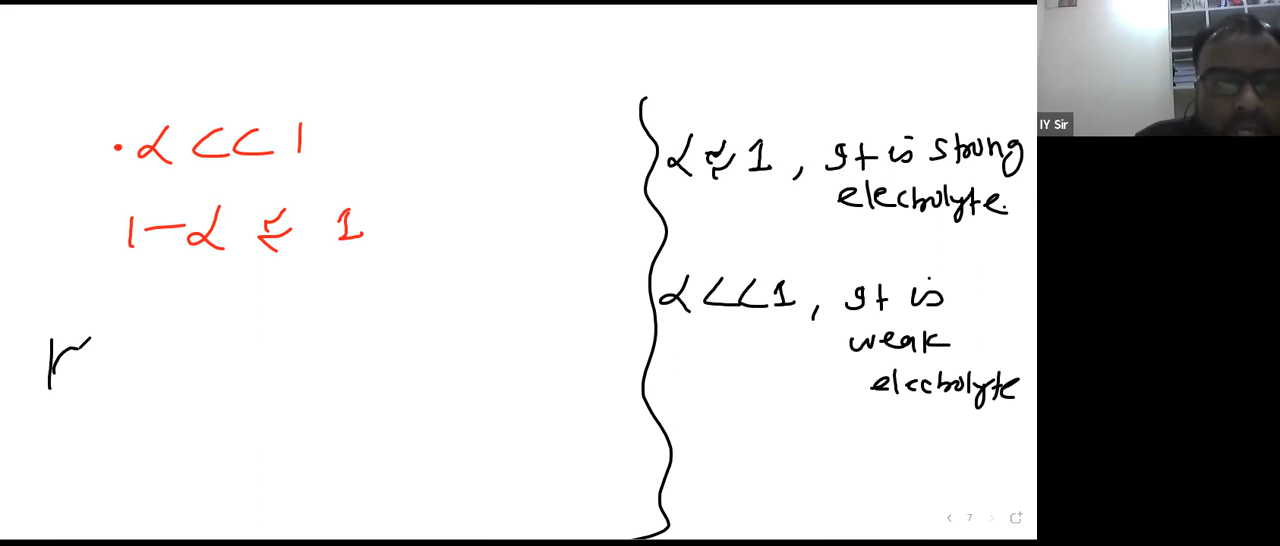 . α << 1
1 - α ≈ 1
r
α ≈ 1, It is strong
electrolyte.
α << 1, It is
weak
electrolyte
IY Sir
< 7 >